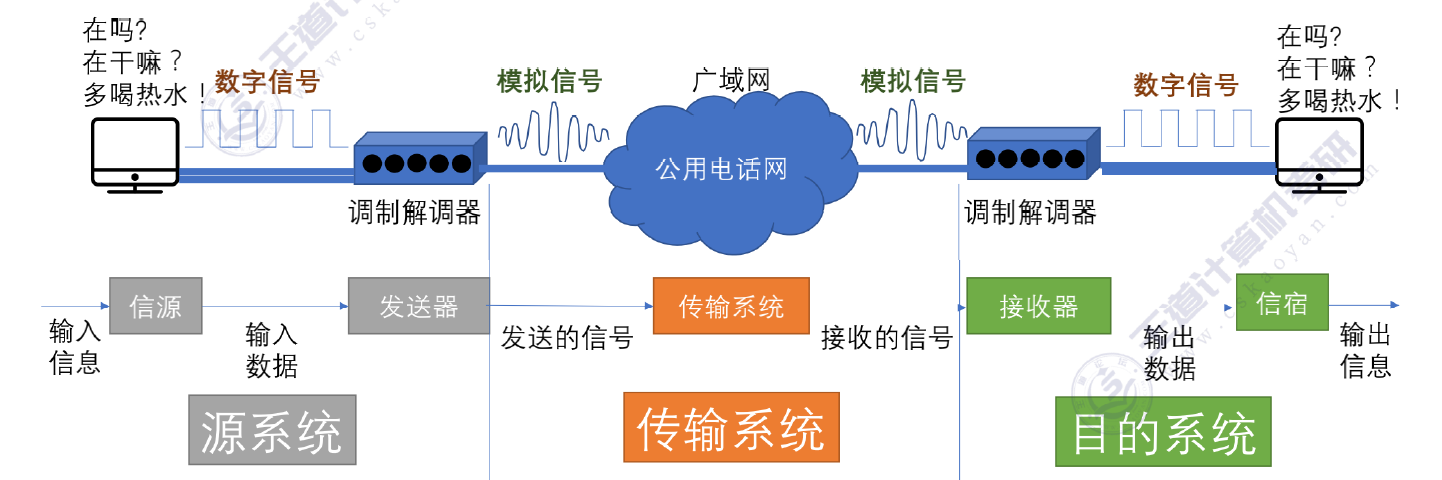 在吗?
在干嘛？
多喝热水！
数字信号
模拟信号
广域网
模拟信号
数字信号
在吗?
在干嘛？
多喝热水！
公用电话网
调制解调器
调制解调器
信源
发送器
传输系统
接收器
信宿
输入
信息
输入
数据
发送的信号
接收的信号
输出
数据
输出
信息
源系统
传输系统
目的系统
王道计算机考研
www.cskaoyan.com